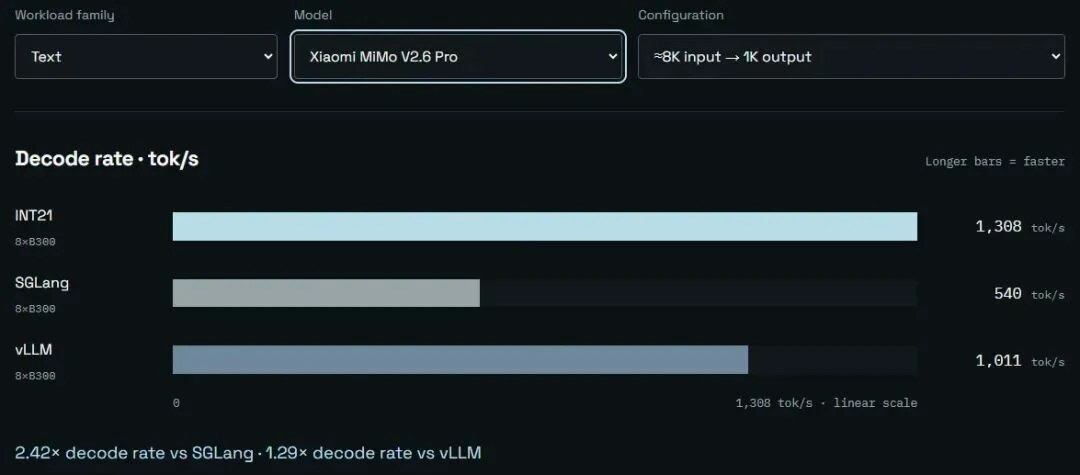 Workload family Model Configuration
Text Xiaomi MiMo V2.6 Pro ≈8K input → 1K output
Decode rate · tok/s Longer bars = faster
INT21
8×B300
1,308 tok/s
SGLang
8×B300
540 tok/s
vLLM
8×B300
1,011 tok/s
0 1,308 tok/s · linear scale
2.42× decode rate vs SGLang · 1.29× decode rate vs vLLM